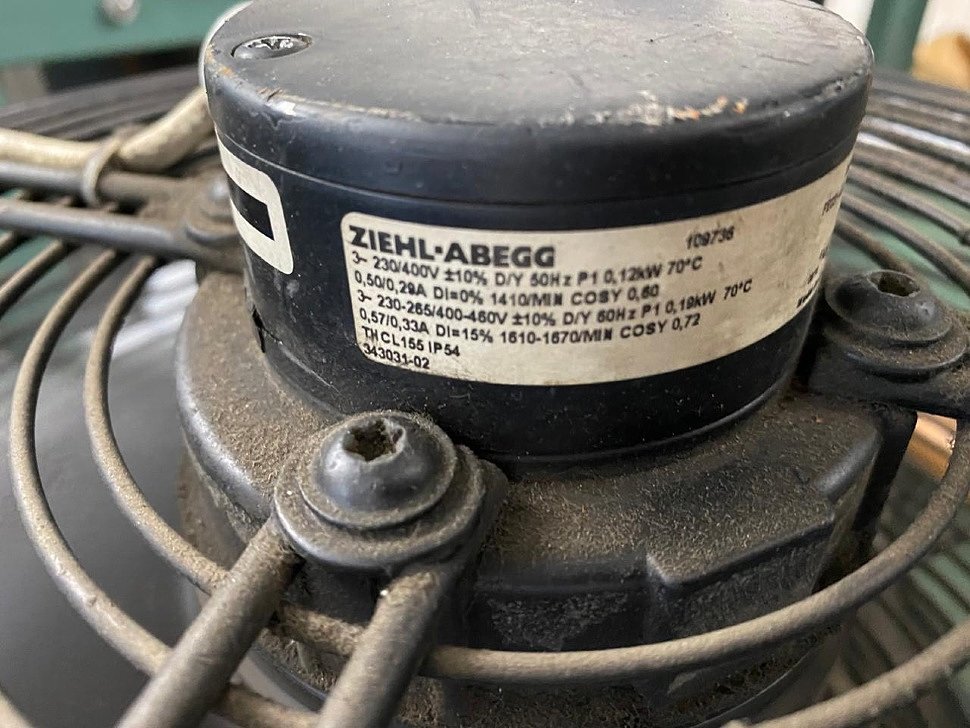 ZIEHL-ABEGG 109736
3~ 230/400V ±10% D/Y 50Hz P1 0,12kW 70°C
0,50/0,29A DI=0% 1410/MIN COSY 0,60
3~ 230-265/400-460V ±10% D/Y 60Hz P1 0,19kW 70°C
0,57/0,33A DI=15% 1610-1670/MIN COSY 0,72
THCL155 IP54
343031-02